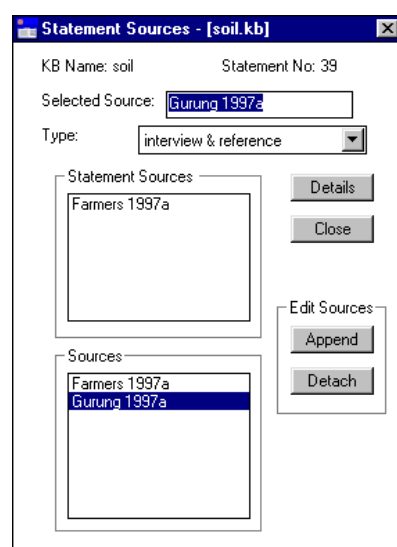 Statement Sources - [soil.kb]
KB Name: soil Statement No: 39
Selected Source: Gurung 1997a
Type: interview & reference
Statement Sources
Farmers 1997a
Details
Close
Edit Sources
Append
Detach
Sources
Farmers 1997a
Gurung 1997a